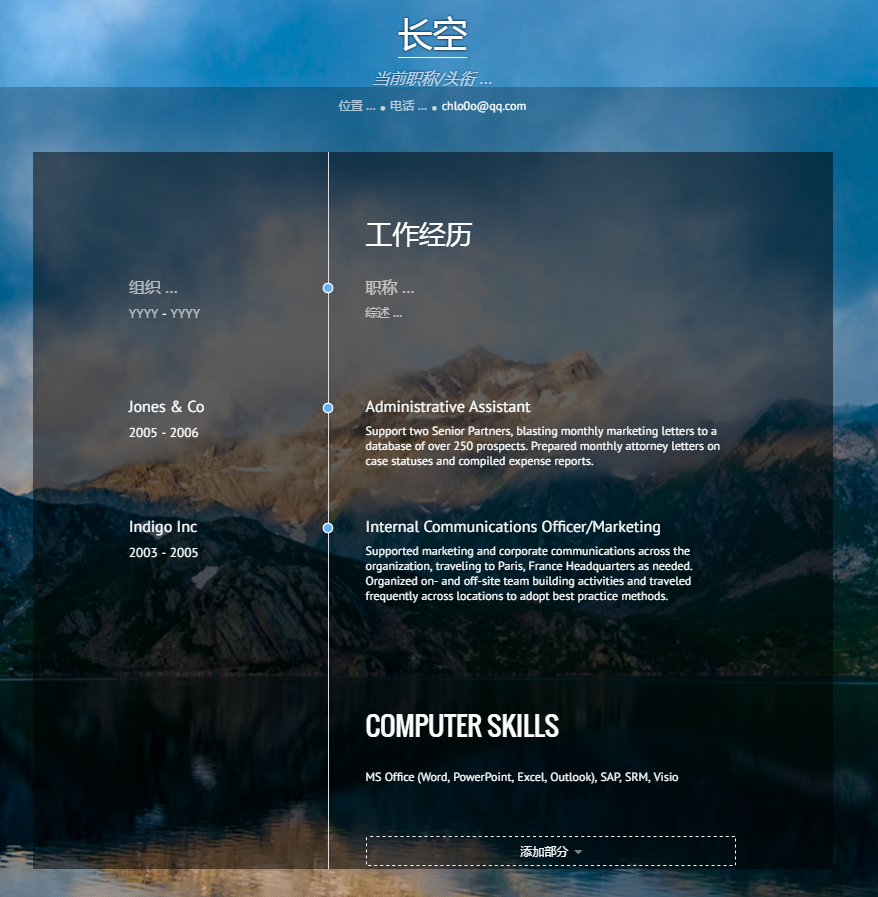 长空
当前职称/头衔 ...
位置 ... • 电话 ... • chlo0o@qq.com
工作经历
组织 ...
职称 ...
YYYY - YYYY
综述 ...
Jones & Co
Administrative Assistant
2005 - 2006
Support two Senior Partners, blasting monthly marketing letters to a
database of over 250 prospects. Prepared monthly attorney letters on
case statuses and compiled expense reports.
Indigo Inc
Internal Communications Officer/Marketing
2003 - 2005
Supported marketing and corporate communications across the
organization, traveling to Paris, France Headquarters as needed.
Organized on- and off-site team building activities and traveled
frequently across locations to adopt best practice methods.
COMPUTER SKILLS
MS Office (Word, PowerPoint, Excel, Outlook), SAP, SRM, Visio
添加部分